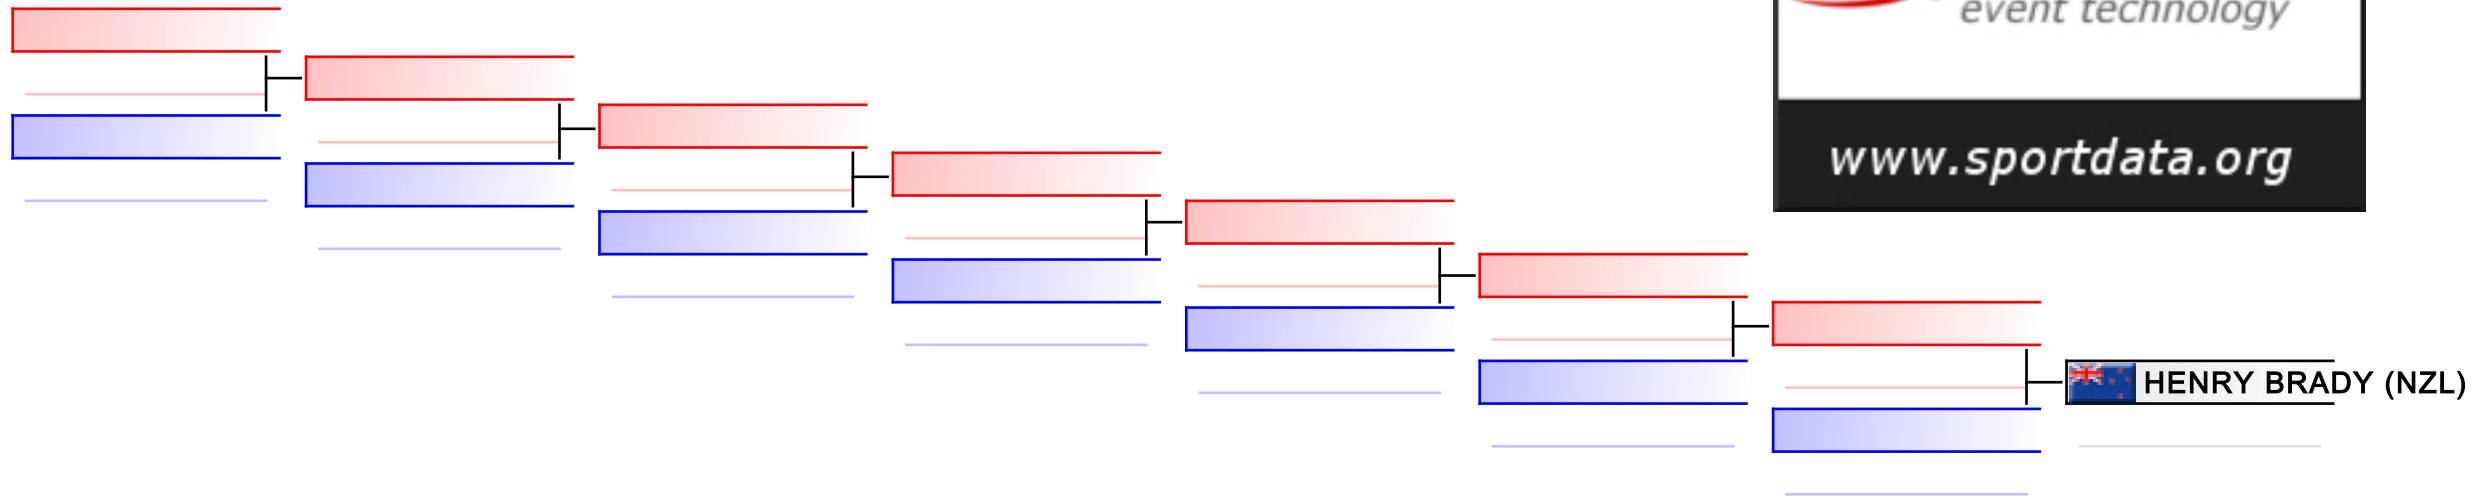 event technology
www.sportdata.org
HENRY BRADY (NZL)